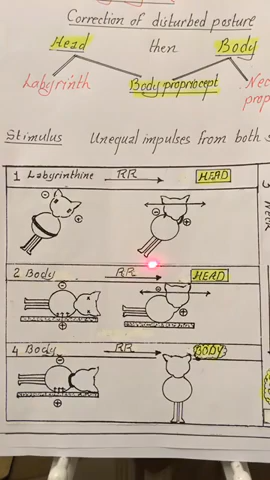 Correction of disturbed posture
Head then Body
Labyrinth Body propriocept
Stimulus Unequal impulses from both
1 Labyrinthine RR HEAD
⊖
⊕
⊖
⊕
2 Body RR HEAD
⊖
⊕
⊖
⊕
4 Body RR BODY
⊖
⊕